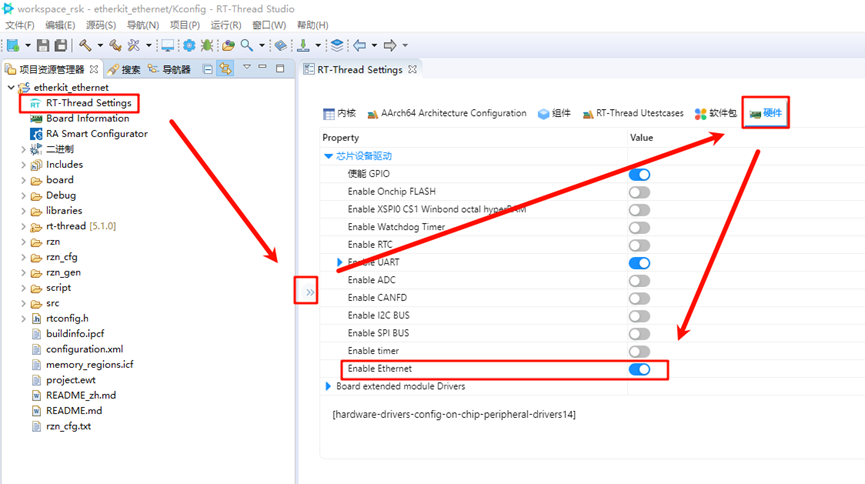 workspace_rsk - etherkit_ethernet/Kconfig - RT-Thread Studio
文件(F) 编辑(E) 源码(S) 导航(N) 项目(P) 运行(R) 窗口(W) 帮助(H)
项目资源管理器 搜索 导航器
etherkit_ethernet
RT-Thread Settings
Board Information
RA Smart Configurator
二进制
Includes
board
Debug
libraries
rt-thread [5.1.0]
rzn
rzn_cfg
rzn_gen
script
src
rtconfig.h
buildinfo.ipcf
configuration.xml
memory_regions.icf
project.ewt
README_zh.md
README.md
rzn_cfg.txt
RT-Thread Settings
内核 AArch64 Architecture Configuration 组件 RT-Thread Utestcases 软件包 硬件
Property Value
芯片设备驱动
使能 GPIO
Enable Onchip FLASH
Enable XSPI0 CS1 Winbond octal hyperRAM
Enable Watchdog Timer
Enable RTC
Enable UART
Enable ADC
Enable CANFD
Enable I2C BUS
Enable SPI BUS
Enable timer
Enable Ethernet
Board extended module Drivers
[hardware-drivers-config-on-chip-peripheral-drivers14]